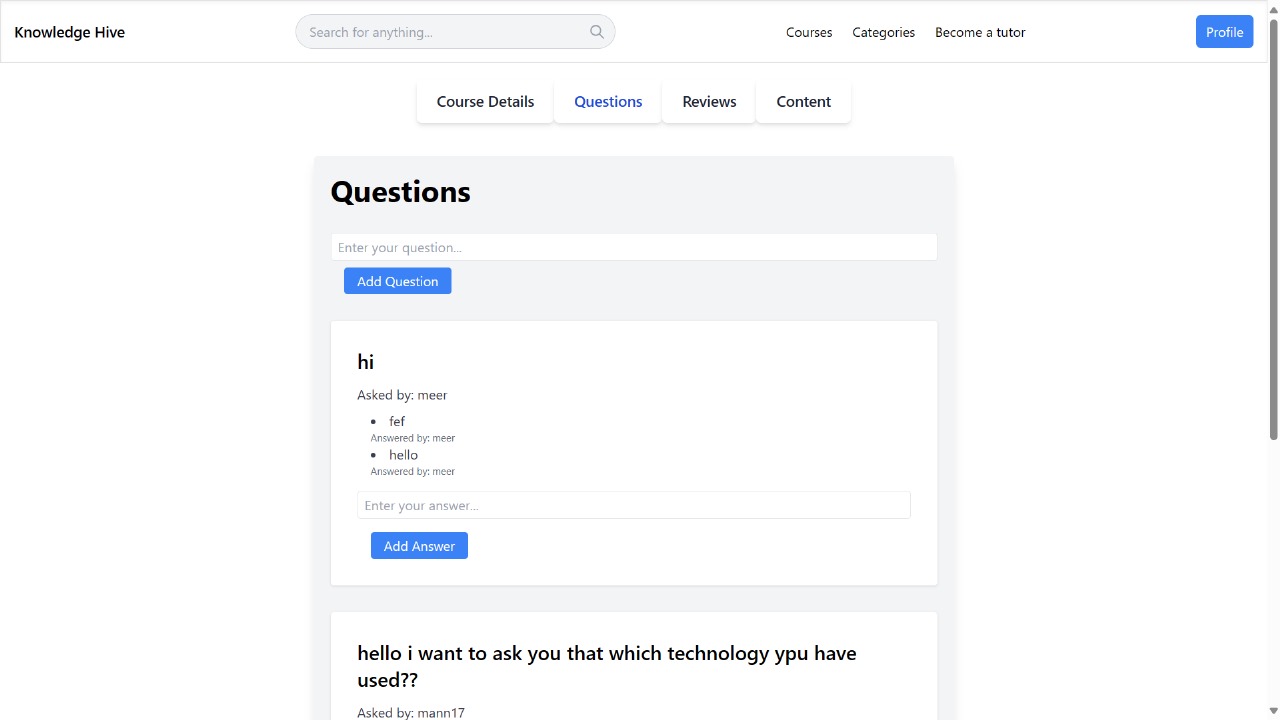 Knowledge Hive
Search for anything...
Courses
Categories
Become a tutor
Profile
Course Details
Questions
Reviews
Content
Questions
Enter your question...
Add Question
hi
Asked by: meer
fef
Answered by: meer
hello
Answered by: meer
Enter your answer...
Add Answer
hello i want to ask you that which technology ypu have
used??
Asked by: mann17